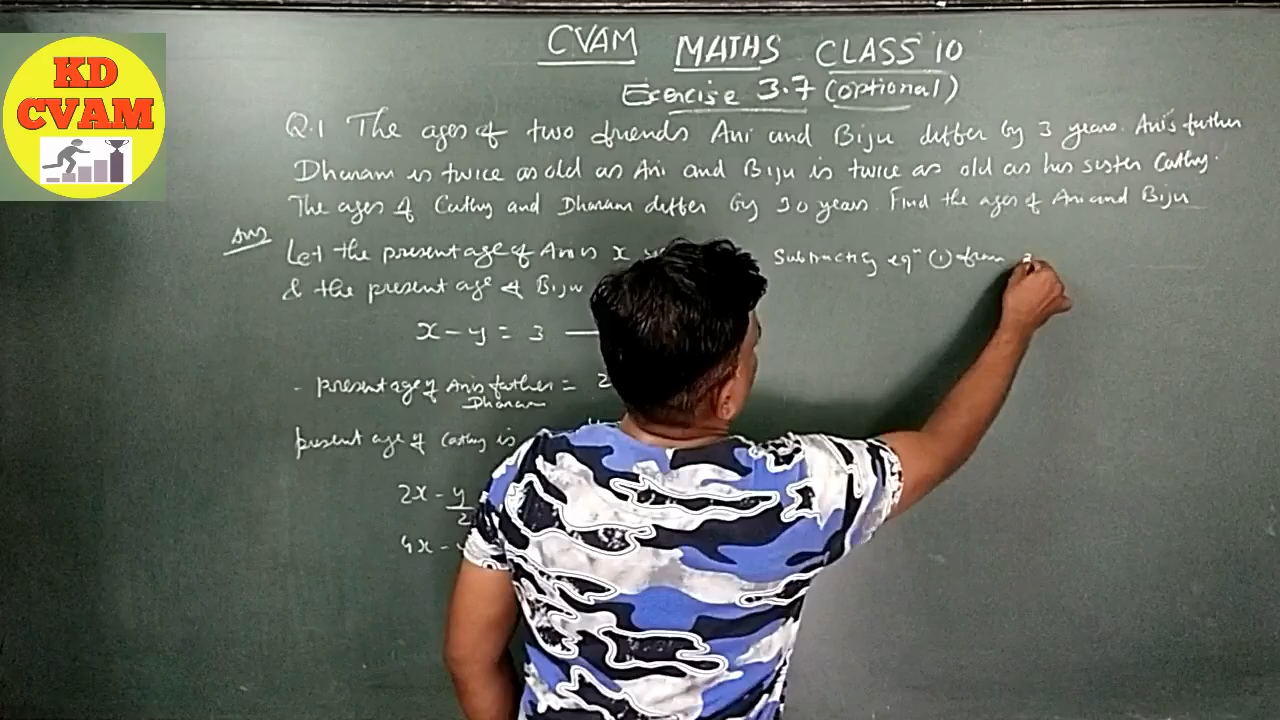 KD
CVAM
CVAM MATHS CLASS 10
Exercise 3.7 (optional)
Q.1 The ages of two friends Ani and Biju differ by 3 years. Ani's father
Dharam is twice as old as Ani and Biju is twice as old as his sister Cathy.
The ages of Cathy and Dharam differ by 30 years. Find the ages of Ani and Biju
Ans
Let the present age of Ani is x
& the present age of Biju
x - y = 3
present age of Ani's father = 2
Dharam
present age of Cathy is
2x - y/2
4x -
Subtracting eqⁿ (1) from